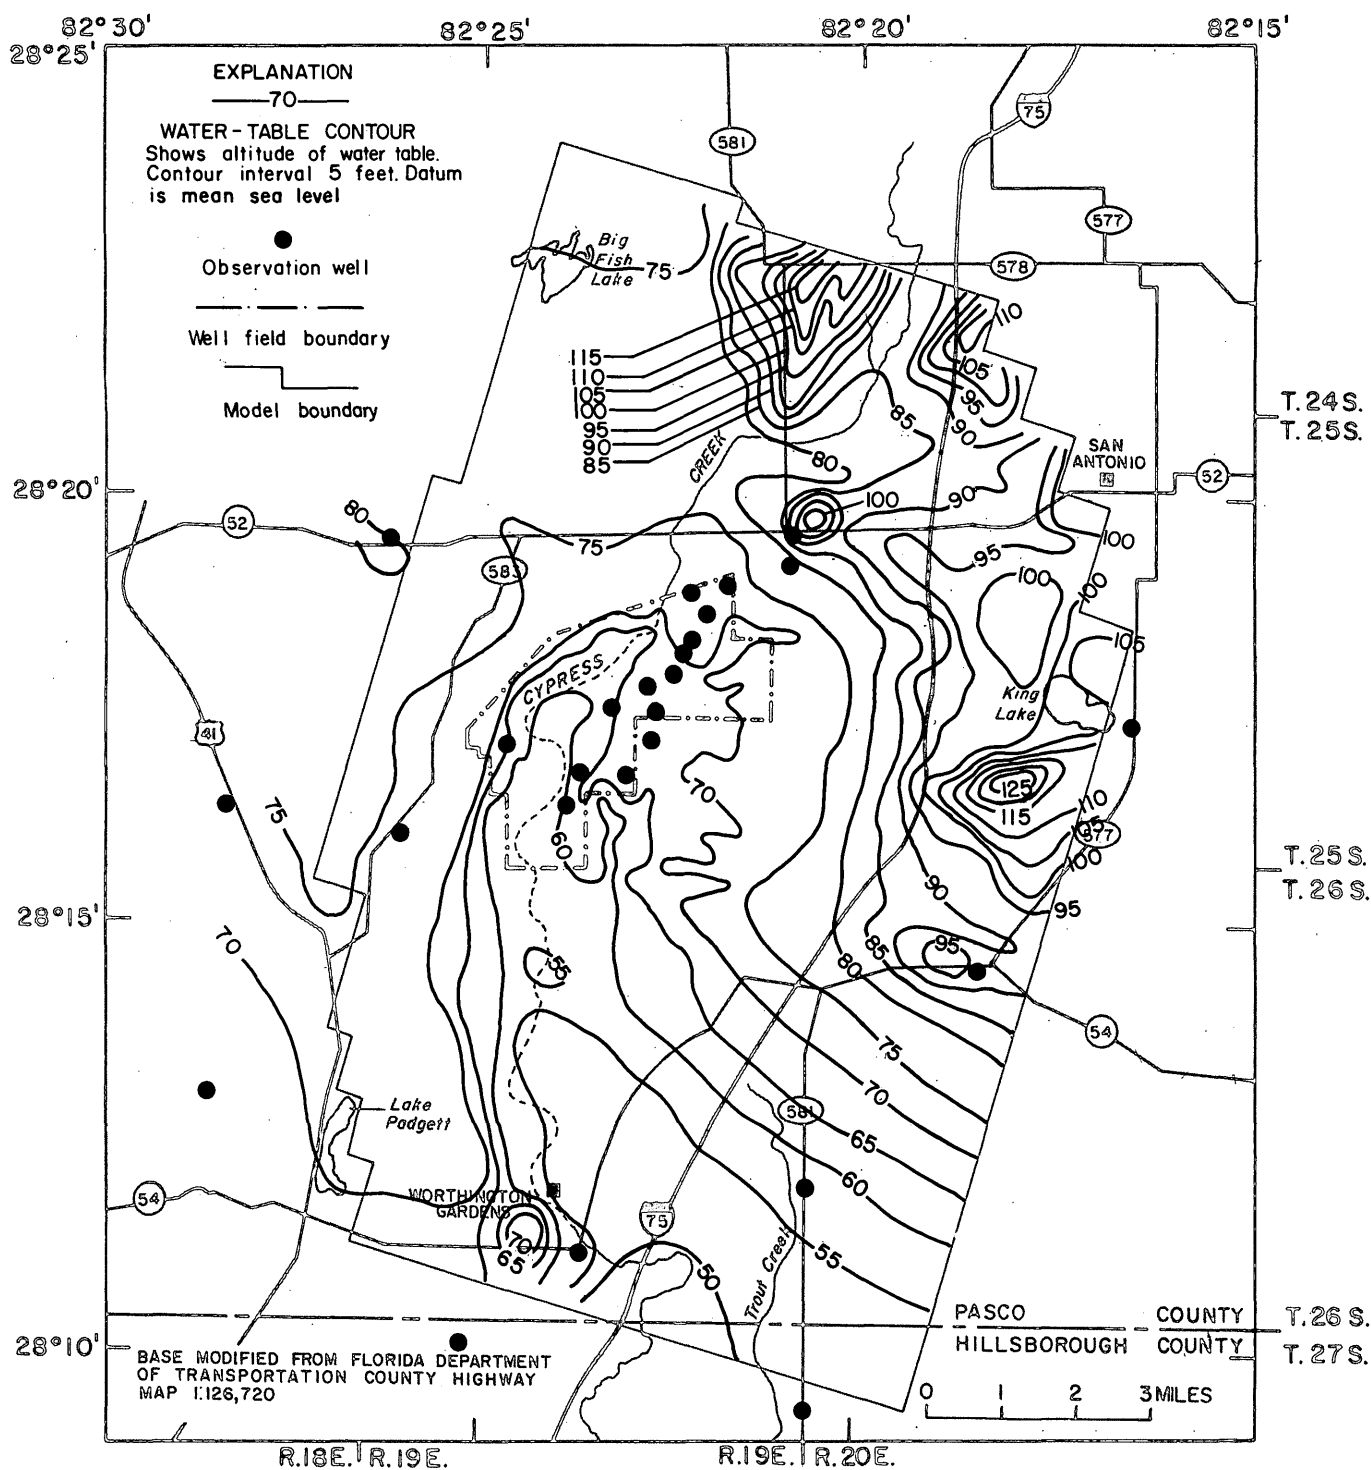 82°30'
82°25'
82°20'
82°15'
28°25'
EXPLANATION
70
WATER-TABLE CONTOUR
Shows altitude of water table.
Contour interval 5 feet. Datum
is mean sea level
Observation well
Well field boundary
Model boundary
581
75
577
578
Big
Fish
Lake
75
110
105
95
115
110
105
100
95
90
85
85
90
80
CREEK
SAN
ANTONIO
52
T. 24 S.
T. 25 S.
28°20'
52
80
583
75
100
90
95
100
100
100
105
CYPRESS
King
Lake
41
75
70
60
125
115
110
105
577
100
T. 25 S.
T. 26 S.
28°15'
70
90
95
95
85
80
55
54
75
70
581
65
60
Lake
Padgett
54
WORTHINGTON
GARDENS
70
65
75
50
55
Trout Creek
PASCO COUNTY
HILLSBOROUGH COUNTY
T. 26 S.
T. 27 S.
28°10'
BASE MODIFIED FROM FLORIDA DEPARTMENT
OF TRANSPORTATION COUNTY HIGHWAY
MAP 1:126,720
0 1 2 3 MILES
R.18E. R.19E.
R.19E. R.20E.